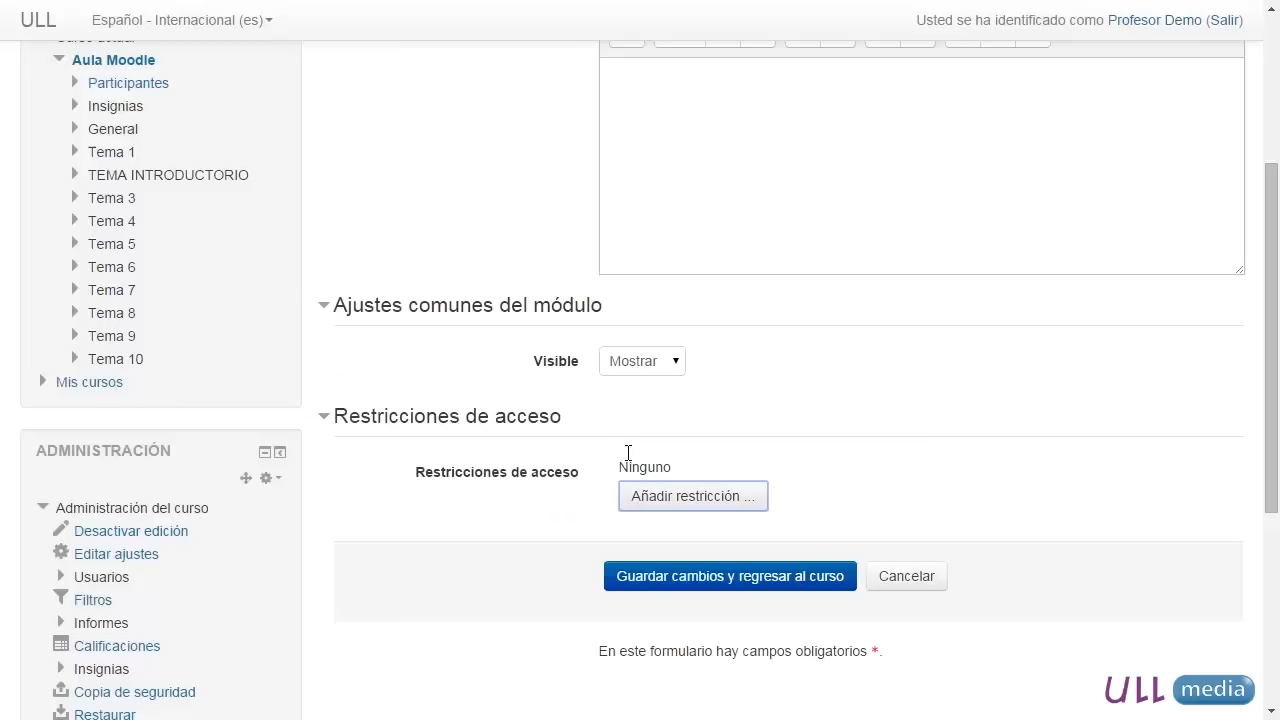 ULL
Español - Internacional (es)
Usted se ha identificado como Profesor Demo (Salir)
Curso actual
Aula Moodle
Participantes
Insignias
General
Tema 1
TEMA INTRODUCTORIO
Tema 3
Tema 4
Tema 5
Tema 6
Tema 7
Tema 8
Tema 9
Tema 10
Mis cursos
ADMINISTRACIÓN
Administración del curso
Desactivar edición
Editar ajustes
Usuarios
Filtros
Informes
Calificaciones
Insignias
Copia de seguridad
Restaurar
Ajustes comunes del módulo
Visible
Mostrar
Restricciones de acceso
Restricciones de acceso
Ninguno
Añadir restricción ...
Guardar cambios y regresar al curso
Cancelar
En este formulario hay campos obligatorios *.
ULL media